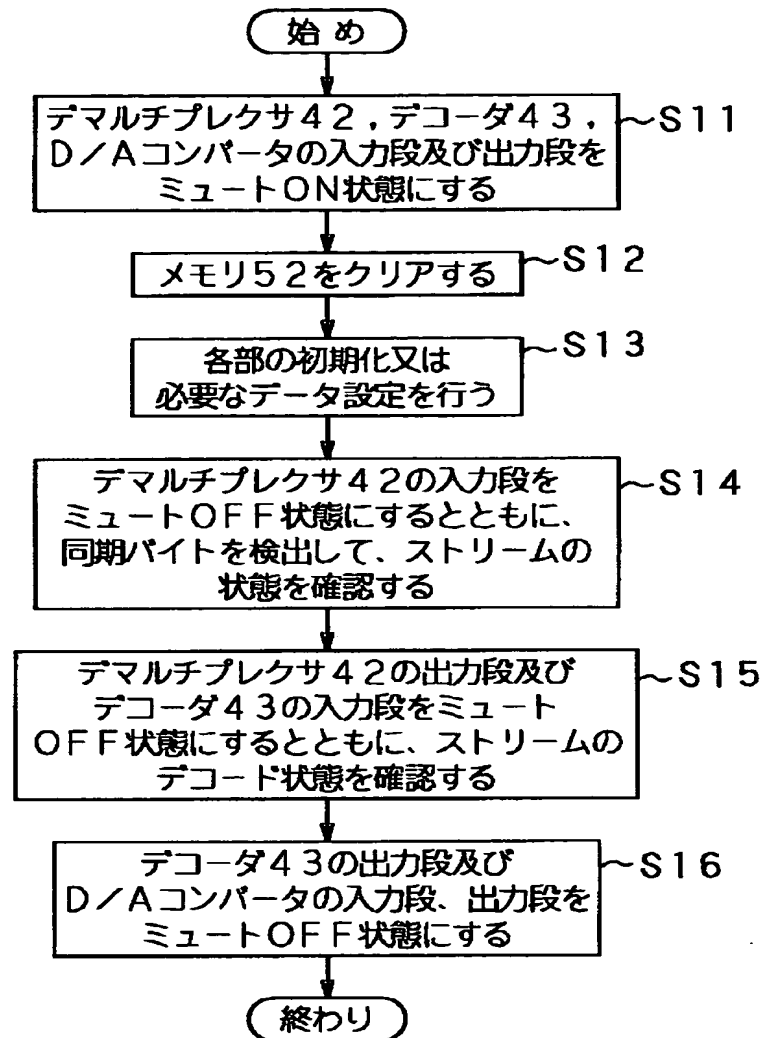 始め
デマルチプレクサ42,デコーダ43,
D/Aコンバータの入力段及び出力段を
ミュートON状態にする
~S11
メモリ52をクリアする
~S12
各部の初期化又は
必要なデータ設定を行う
~S13
デマルチプレクサ42の入力段を
ミュートOFF状態にするとともに、
同期バイトを検出して、ストリームの
状態を確認する
~S14
デマルチプレクサ42の出力段及び
デコーダ43の入力段をミュート
OFF状態にするとともに、ストリームの
デコード状態を確認する
~S15
デコーダ43の出力段及び
D/Aコンバータの入力段、出力段を
ミュートOFF状態にする
~S16
終わり